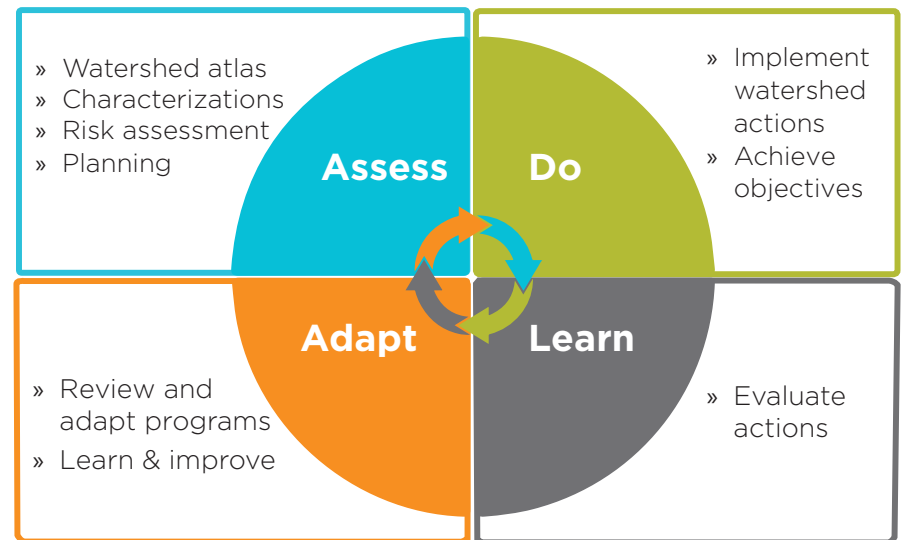 » Watershed atlas
» Characterizations
» Risk assessment
» Planning
Assess
Do
» Implement
watershed
actions
» Achieve
objectives
Adapt
» Review and
adapt programs
» Learn & improve
Learn
» Evaluate
actions